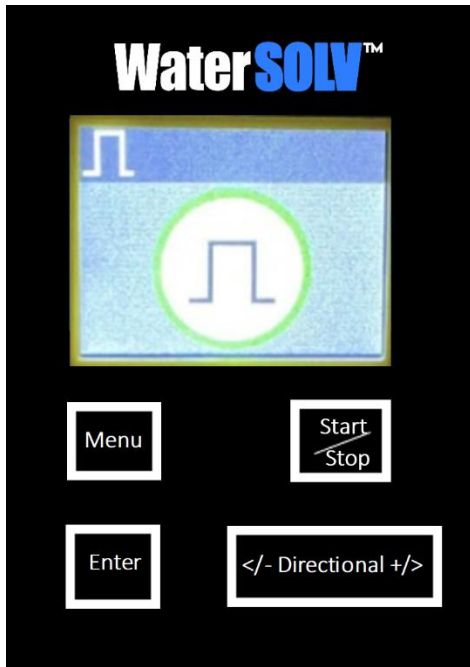 WaterSOLV™
Menu
Start
Stop
Enter
</- Directional +/>